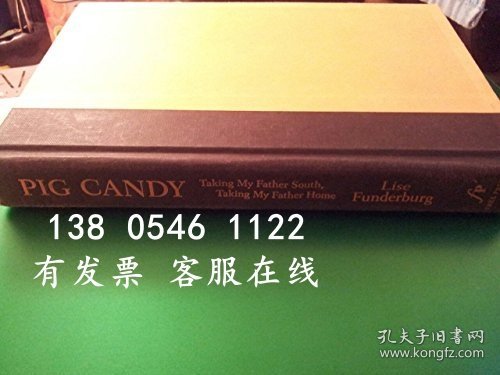 PIG CANDY
Taking My Father South,
Taking My Father Home
Lise
Funderburg
fp
138 0546 1122
有发票 客服在线
孔夫子旧书网
www.kongfz.com